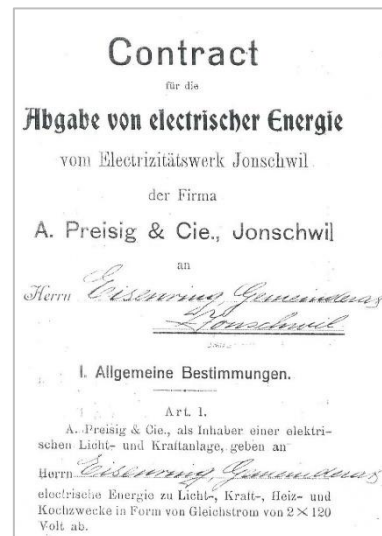 Contract
für die
Abgabe von electrischer Energie
vom Electrizitätswerk Jonschwil
der Firma
A. Preisig & Cie., Jonschwil
an
Herrn Eisenring, Gemeinderat
Jonschwil
I. Allgemeine Bestimmungen.
Art. 1.
A. Preisig & Cie., als Inhaber einer elektri-
schen Licht- und Kraftanlage, geben an
Herrn Eisenring, Gemeinderat
electrische Energie zu Licht-, Kraft-, Heiz- und
Kochzwecke in Form von Gleichstrom von 2 × 120
Volt ab.